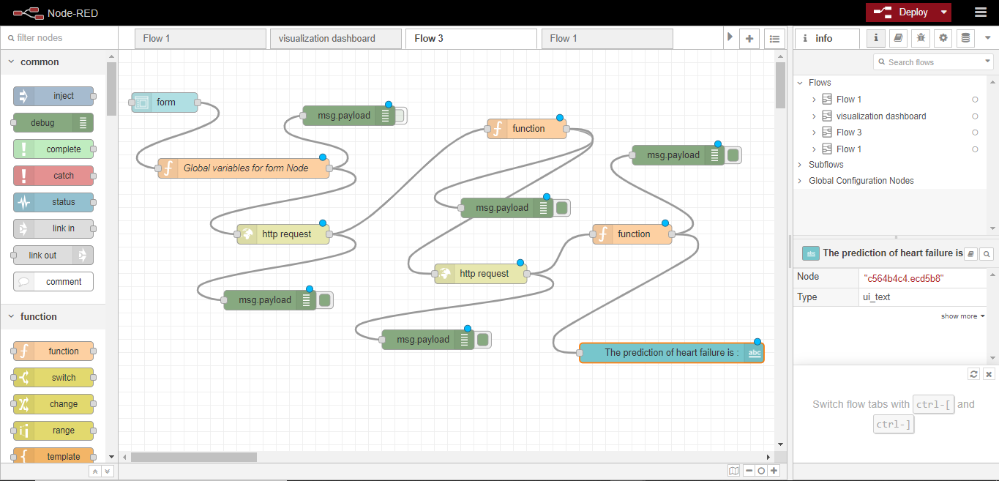 Node-RED
Deploy
filter nodes
Flow 1
visualization dashboard
Flow 3
Flow 1
i info
i
Search flows
common
inject
debug
complete
catch
status
link in
link out
comment
function
function
switch
change
range
template
form
msg.payload
Global variables for form Node
http request
msg.payload
function
msg.payload
msg.payload
function
http request
msg.payload
The prediction of heart failure is :
abc
Flows
Flow 1
visualization dashboard
Flow 3
Flow 1
Subflows
Global Configuration Nodes
abc
The prediction of heart failure is
Node "c564b4c4.ecd5b8"
Type ui_text
show more
Switch flow tabs with ctrl-[ and
ctrl-]